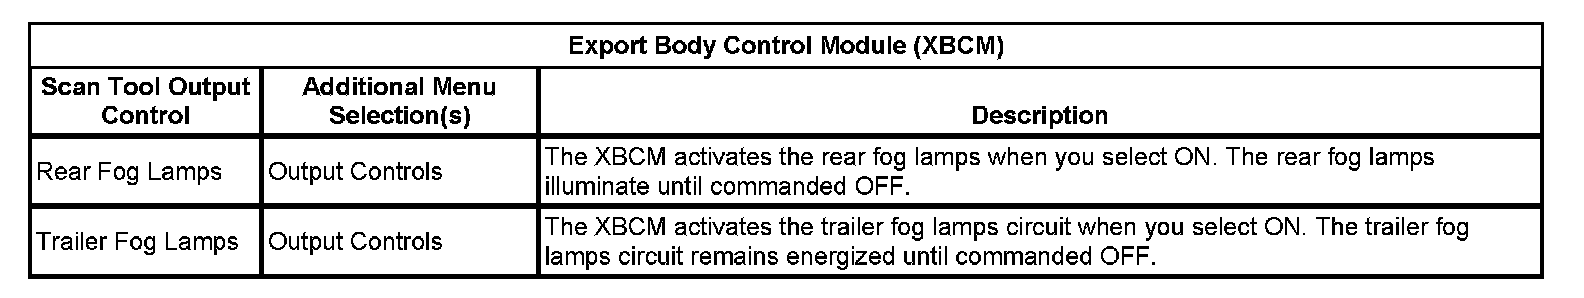 Export Body Control Module (XBCM)
Scan Tool Output
Control
Additional Menu
Selection(s)
Description
Rear Fog Lamps
Output Controls
The XBCM activates the rear fog lamps when you select ON. The rear fog lamps
illuminate until commanded OFF.
Trailer Fog Lamps
Output Controls
The XBCM activates the trailer fog lamps circuit when you select ON. The trailer fog
lamps circuit remains energized until commanded OFF.